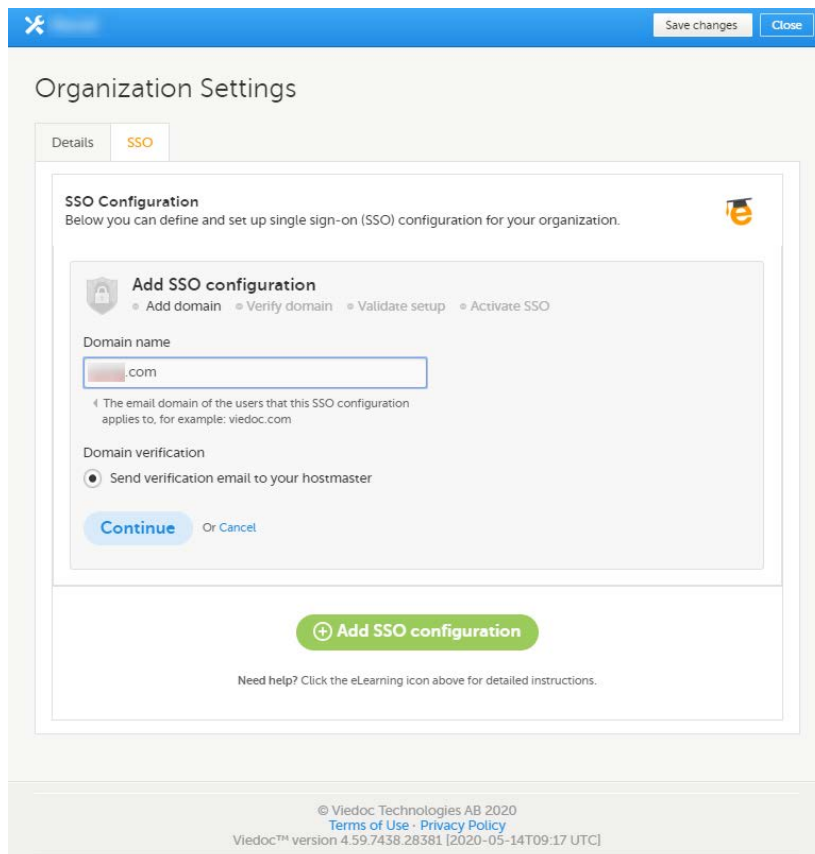 Save changes
Close
Organization Settings
Details
SSO
SSO Configuration
Below you can define and set up single sign-on (SSO) configuration for your organization.
e
Add SSO configuration
Add domain
Verify domain
Validate setup
Activate SSO
Domain name
.com
The email domain of the users that this SSO configuration
applies to, for example: viedoc.com
Domain verification
Send verification email to your hostmaster
Continue
Or Cancel
Add SSO configuration
Need help? Click the eLearning icon above for detailed instructions.
© Viedoc Technologies AB 2020
Terms of Use · Privacy Policy
Viedoc™ version 4.59.7438.28381 [2020-05-14T09:17 UTC]